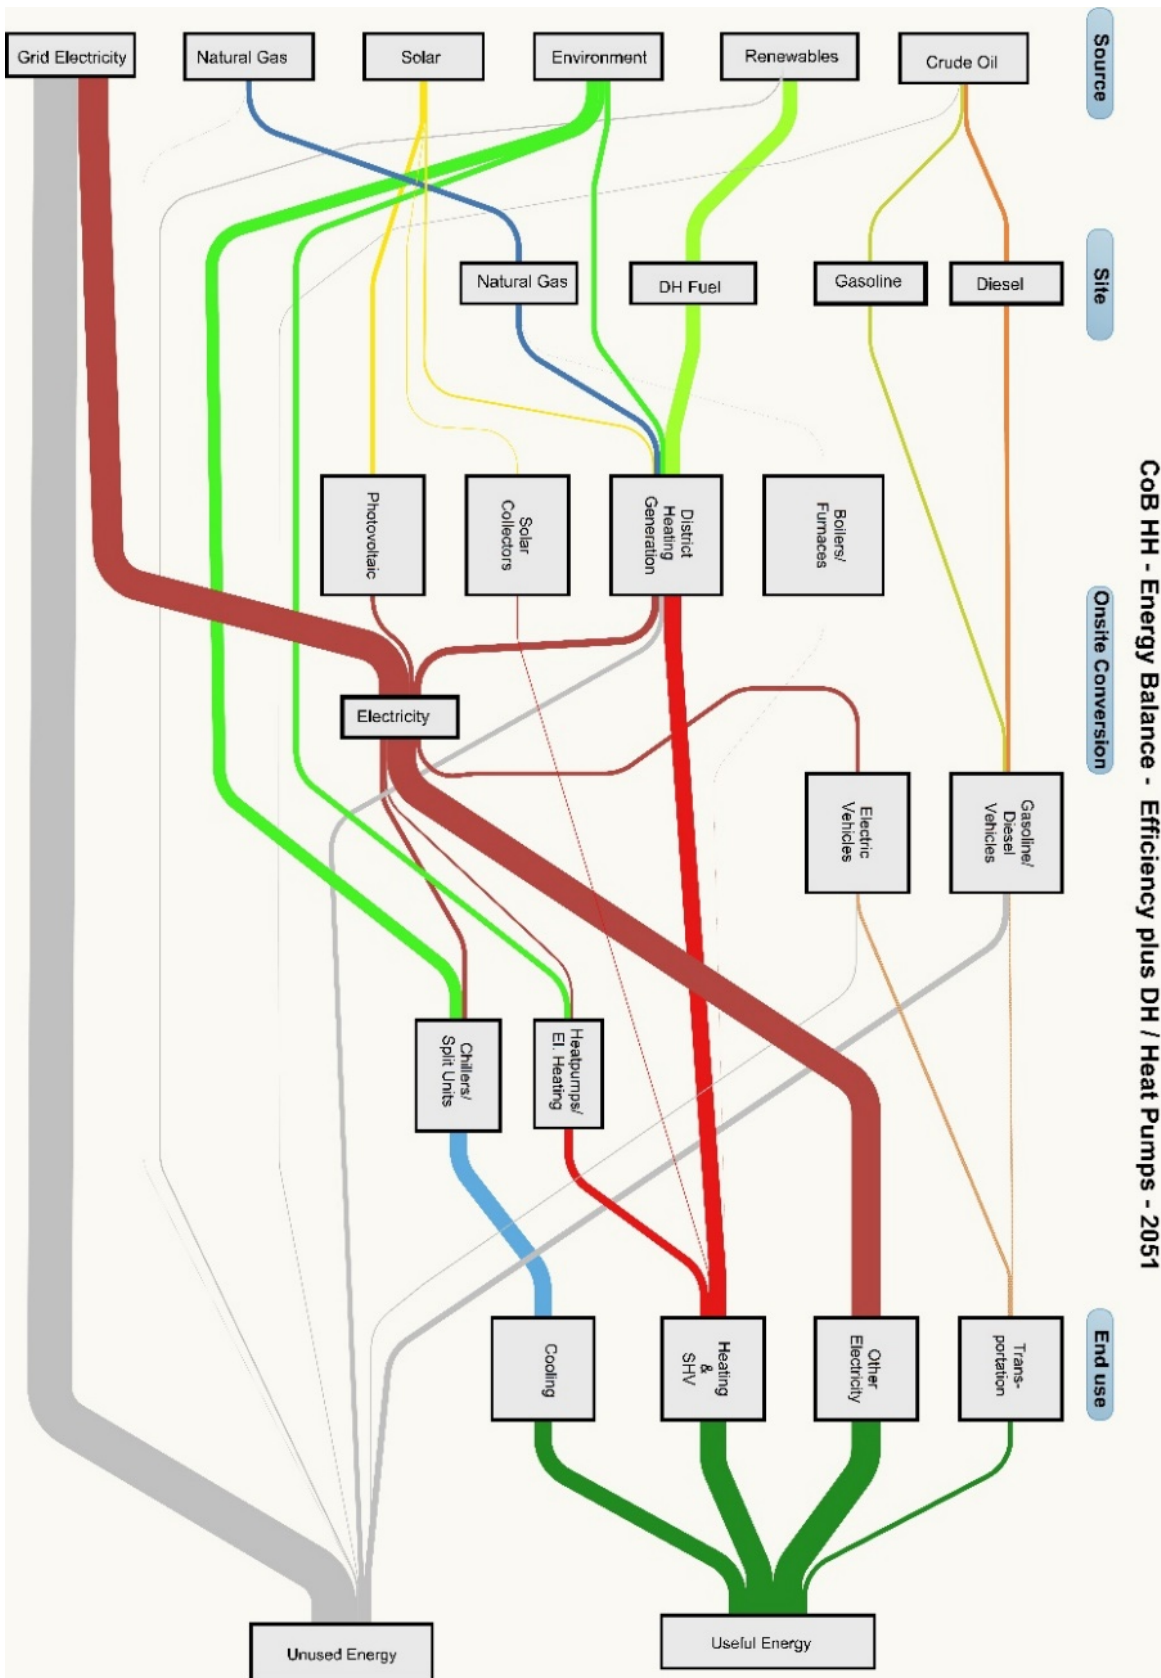 CoB HH - Energy Balance - Efficiency plus DH / Heat Pumps - 2051
Source
Grid Electricity
Natural Gas
Solar
Environment
Renewables
Crude Oil
Site
Natural Gas
DH Fuel
Gasoline
Diesel
Onsite Conversion
Photovoltaic
Solar
Collectors
District
Heating
Generation
Boilers/
Furnaces
Electricity
Electric
Vehicles
Gasoline/
Diesel
Vehicles
Chillers/
Split Units
Heatpumps/
El. Heating
End use
Cooling
Heating
&
SHV
Other
Electricity
Trans-
portation
Unused Energy
Useful Energy